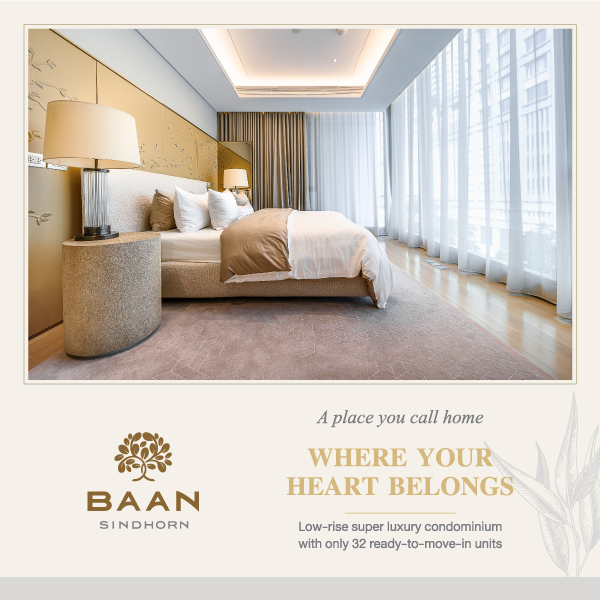 A place you call home
WHERE YOUR
HEART BELONGS
BAAN
SINDHORN
Low-rise super luxury condominium
with only 32 ready-to-move-in units